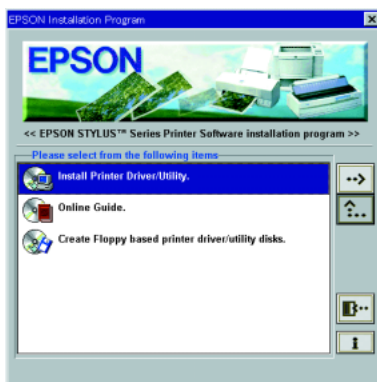 EPSON Installation Program
EPSON
<< EPSON STYLUS™ Series Printer Software installation program >>
Please select from the following items
Install Printer Driver/Utility.
Online Guide.
Create Floppy based printer driver/utility disks.